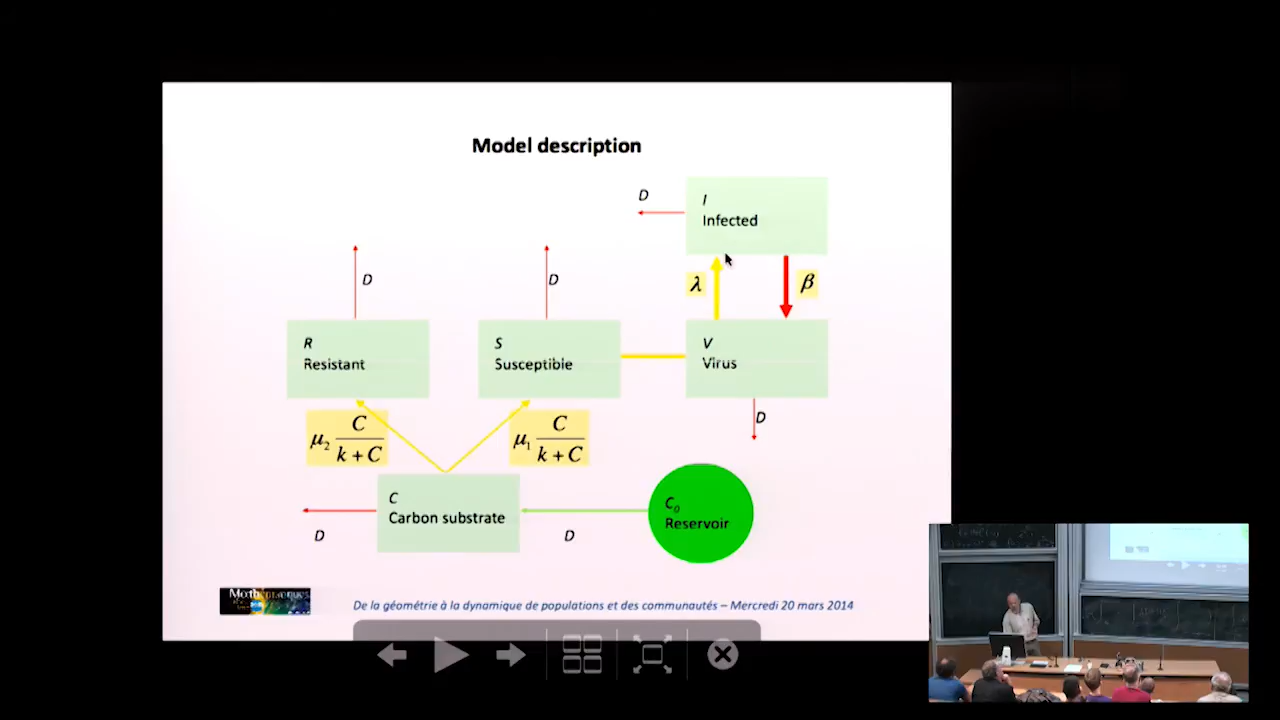 Model description
D
I
Infected
D
D
λ
β
R
Resistant
S
Susceptible
V
Virus
μ₂ C / k + C
μ₁ C / k + C
D
C
Carbon substrate
C₀
Reservoir
D
D
De la géométrie à la dynamique de populations et des communautés – Mercredi 20 mars 2014